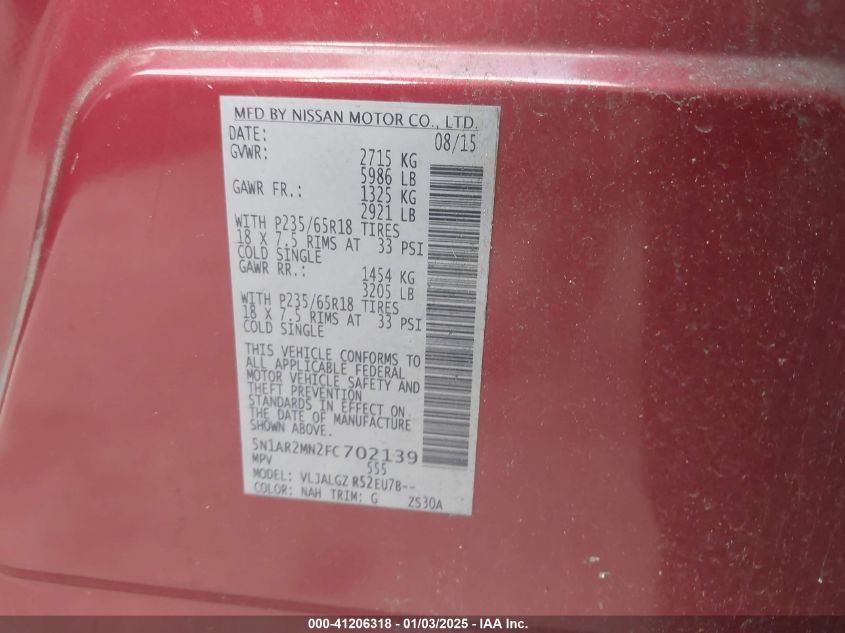 MFD BY NISSAN MOTOR CO., LTD.
DATE: 08/15
GVWR: 2715 KG
5986 LB
GAWR FR.: 1325 KG
2921 LB
WITH P235/65R18 TIRES
18 X 7.5 RIMS AT 33 PSI
COLD SINGLE
GAWR RR.: 1454 KG
3205 LB
WITH P235/65R18 TIRES
18 X 7.5 RIMS AT 33 PSI
COLD SINGLE
THIS VEHICLE CONFORMS TO
ALL APPLICABLE FEDERAL
MOTOR VEHICLE SAFETY AND
THEFT PREVENTION
STANDARDS IN EFFECT ON
THE DATE OF MANUFACTURE
SHOWN ABOVE.
5N1AR2MN2FC702139
MPV 555
MODEL: VLJALGZ R52EU7B--
COLOR: NAH TRIM: G ZS30A
000-41206318 - 01/03/2025 - IAA Inc.